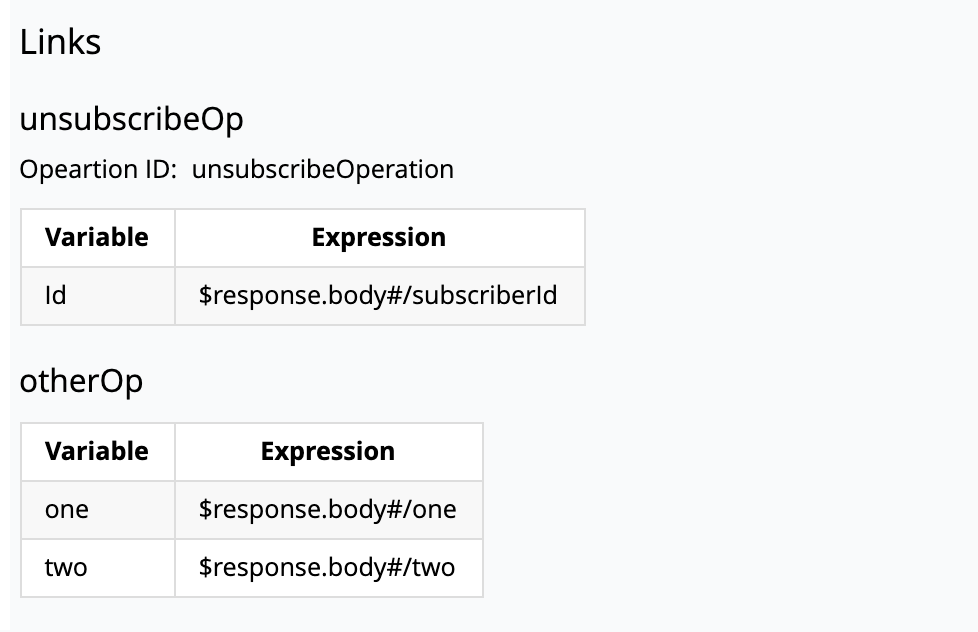 Links
unsubscribeOp
Opeartion ID: unsubscribeOperation
Variable Expression
Id $response.body#/subscriberId
otherOp
Variable Expression
one $response.body#/one
two $response.body#/two